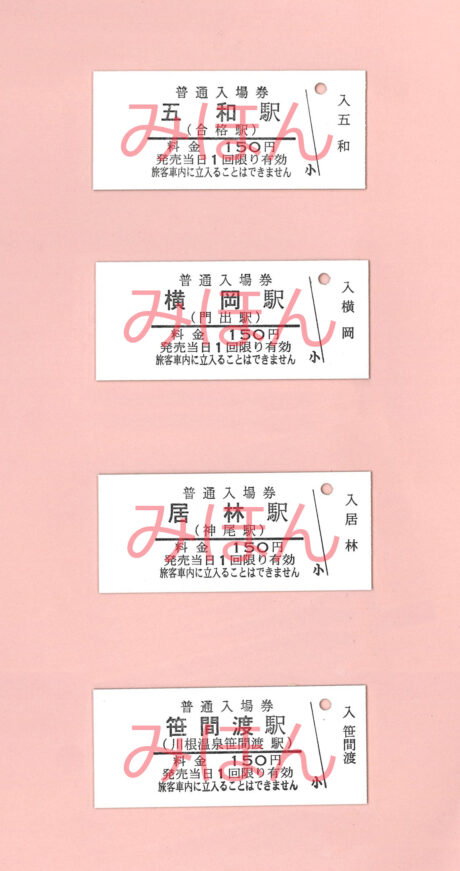 普通入場券
五和駅
(合格駅)
料金 150円
発売当日1回限り有効
旅客車内に立入ることはできません
小
入 五和
みほん
普通入場券
横岡駅
(門出駅)
料金 150円
発売当日1回限り有効
旅客車内に立入ることはできません
小
入 横岡
みほん
普通入場券
居林駅
(神尾駅)
料金 150円
発売当日1回限り有効
旅客車内に立入ることはできません
小
入 居林
みほん
普通入場券
笹間渡駅
(川根温泉笹間渡 駅)
料金 150円
発売当日1回限り有効
旅客車内に立入ることはできません
小
入 笹間渡
みほん